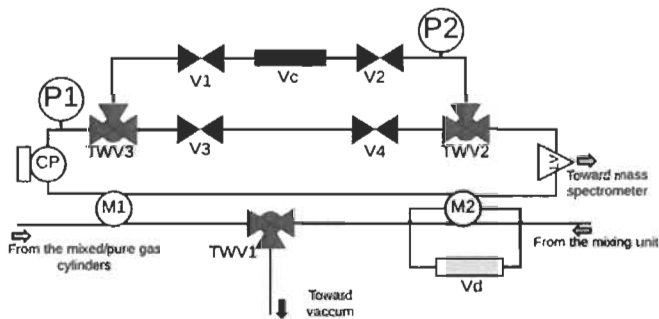 P2
V1
Vc
V2
P1
TWV3
V3
V4
TWV2
CP
LV
Toward mass
spectrometer
M1
M2
From the mixed/pure gas
cylinders
TWV1
From the mixing unit
Vd
Toward
vaccum